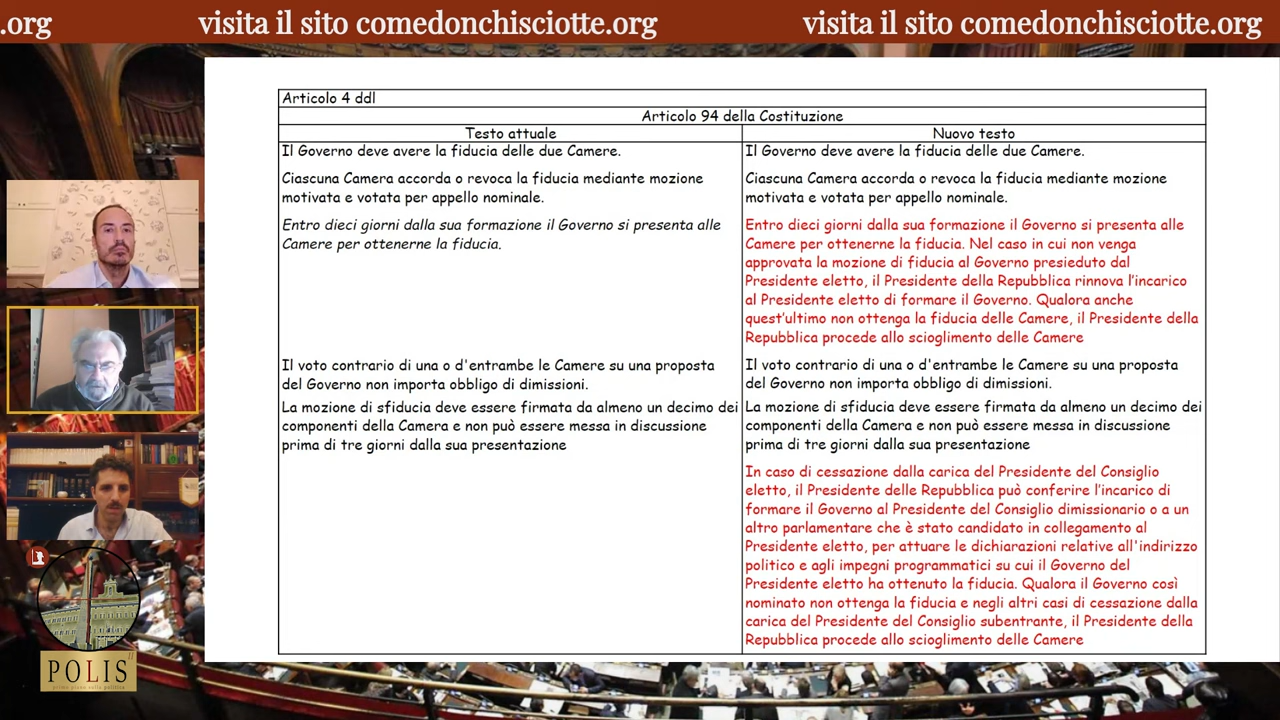 .org
visita il sito comedonchisciotte.org
visita il sito comedonchisciotte.org
Articolo 4 ddl
Articolo 94 della Costituzione
Testo attuale
Nuovo testo
Il Governo deve avere la fiducia delle due Camere.
Ciascuna Camera accorda o revoca la fiducia mediante mozione
motivata e votata per appello nominale.
Entro dieci giorni dalla sua formazione il Governo si presenta alle
Camere per ottenerne la fiducia.
Il voto contrario di una o d'entrambe le Camere su una proposta
del Governo non importa obbligo di dimissioni.
La mozione di sfiducia deve essere firmata da almeno un decimo dei
componenti della Camera e non può essere messa in discussione
prima di tre giorni dalla sua presentazione
Il Governo deve avere la fiducia delle due Camere.
Ciascuna Camera accorda o revoca la fiducia mediante mozione
motivata e votata per appello nominale.
Entro dieci giorni dalla sua formazione il Governo si presenta alle
Camere per ottenerne la fiducia. Nel caso in cui non venga
approvata la mozione di fiducia al Governo presieduto dal
Presidente eletto, il Presidente della Repubblica rinnova l'incarico
al Presidente eletto di formare il Governo. Qualora anche
quest'ultimo non ottenga la fiducia delle Camere, il Presidente della
Repubblica procede allo scioglimento delle Camere
Il voto contrario di una o d'entrambe le Camere su una proposta
del Governo non importa obbligo di dimissioni.
La mozione di sfiducia deve essere firmata da almeno un decimo dei
componenti della Camera e non può essere messa in discussione
prima di tre giorni dalla sua presentazione
In caso di cessazione dalla carica del Presidente del Consiglio
eletto, il Presidente delle Repubblica può conferire l'incarico di
formare il Governo al Presidente del Consiglio dimissionario o a un
altro parlamentare che è stato candidato in collegamento al
Presidente eletto, per attuare le dichiarazioni relative all'indirizzo
politico e agli impegni programmatici su cui il Governo del
Presidente eletto ha ottenuto la fiducia. Qualora il Governo così
nominato non ottenga la fiducia e negli altri casi di cessazione dalla
carica del Presidente del Consiglio subentrante, il Presidente della
Repubblica procede allo scioglimento delle Camere
POLIS
II